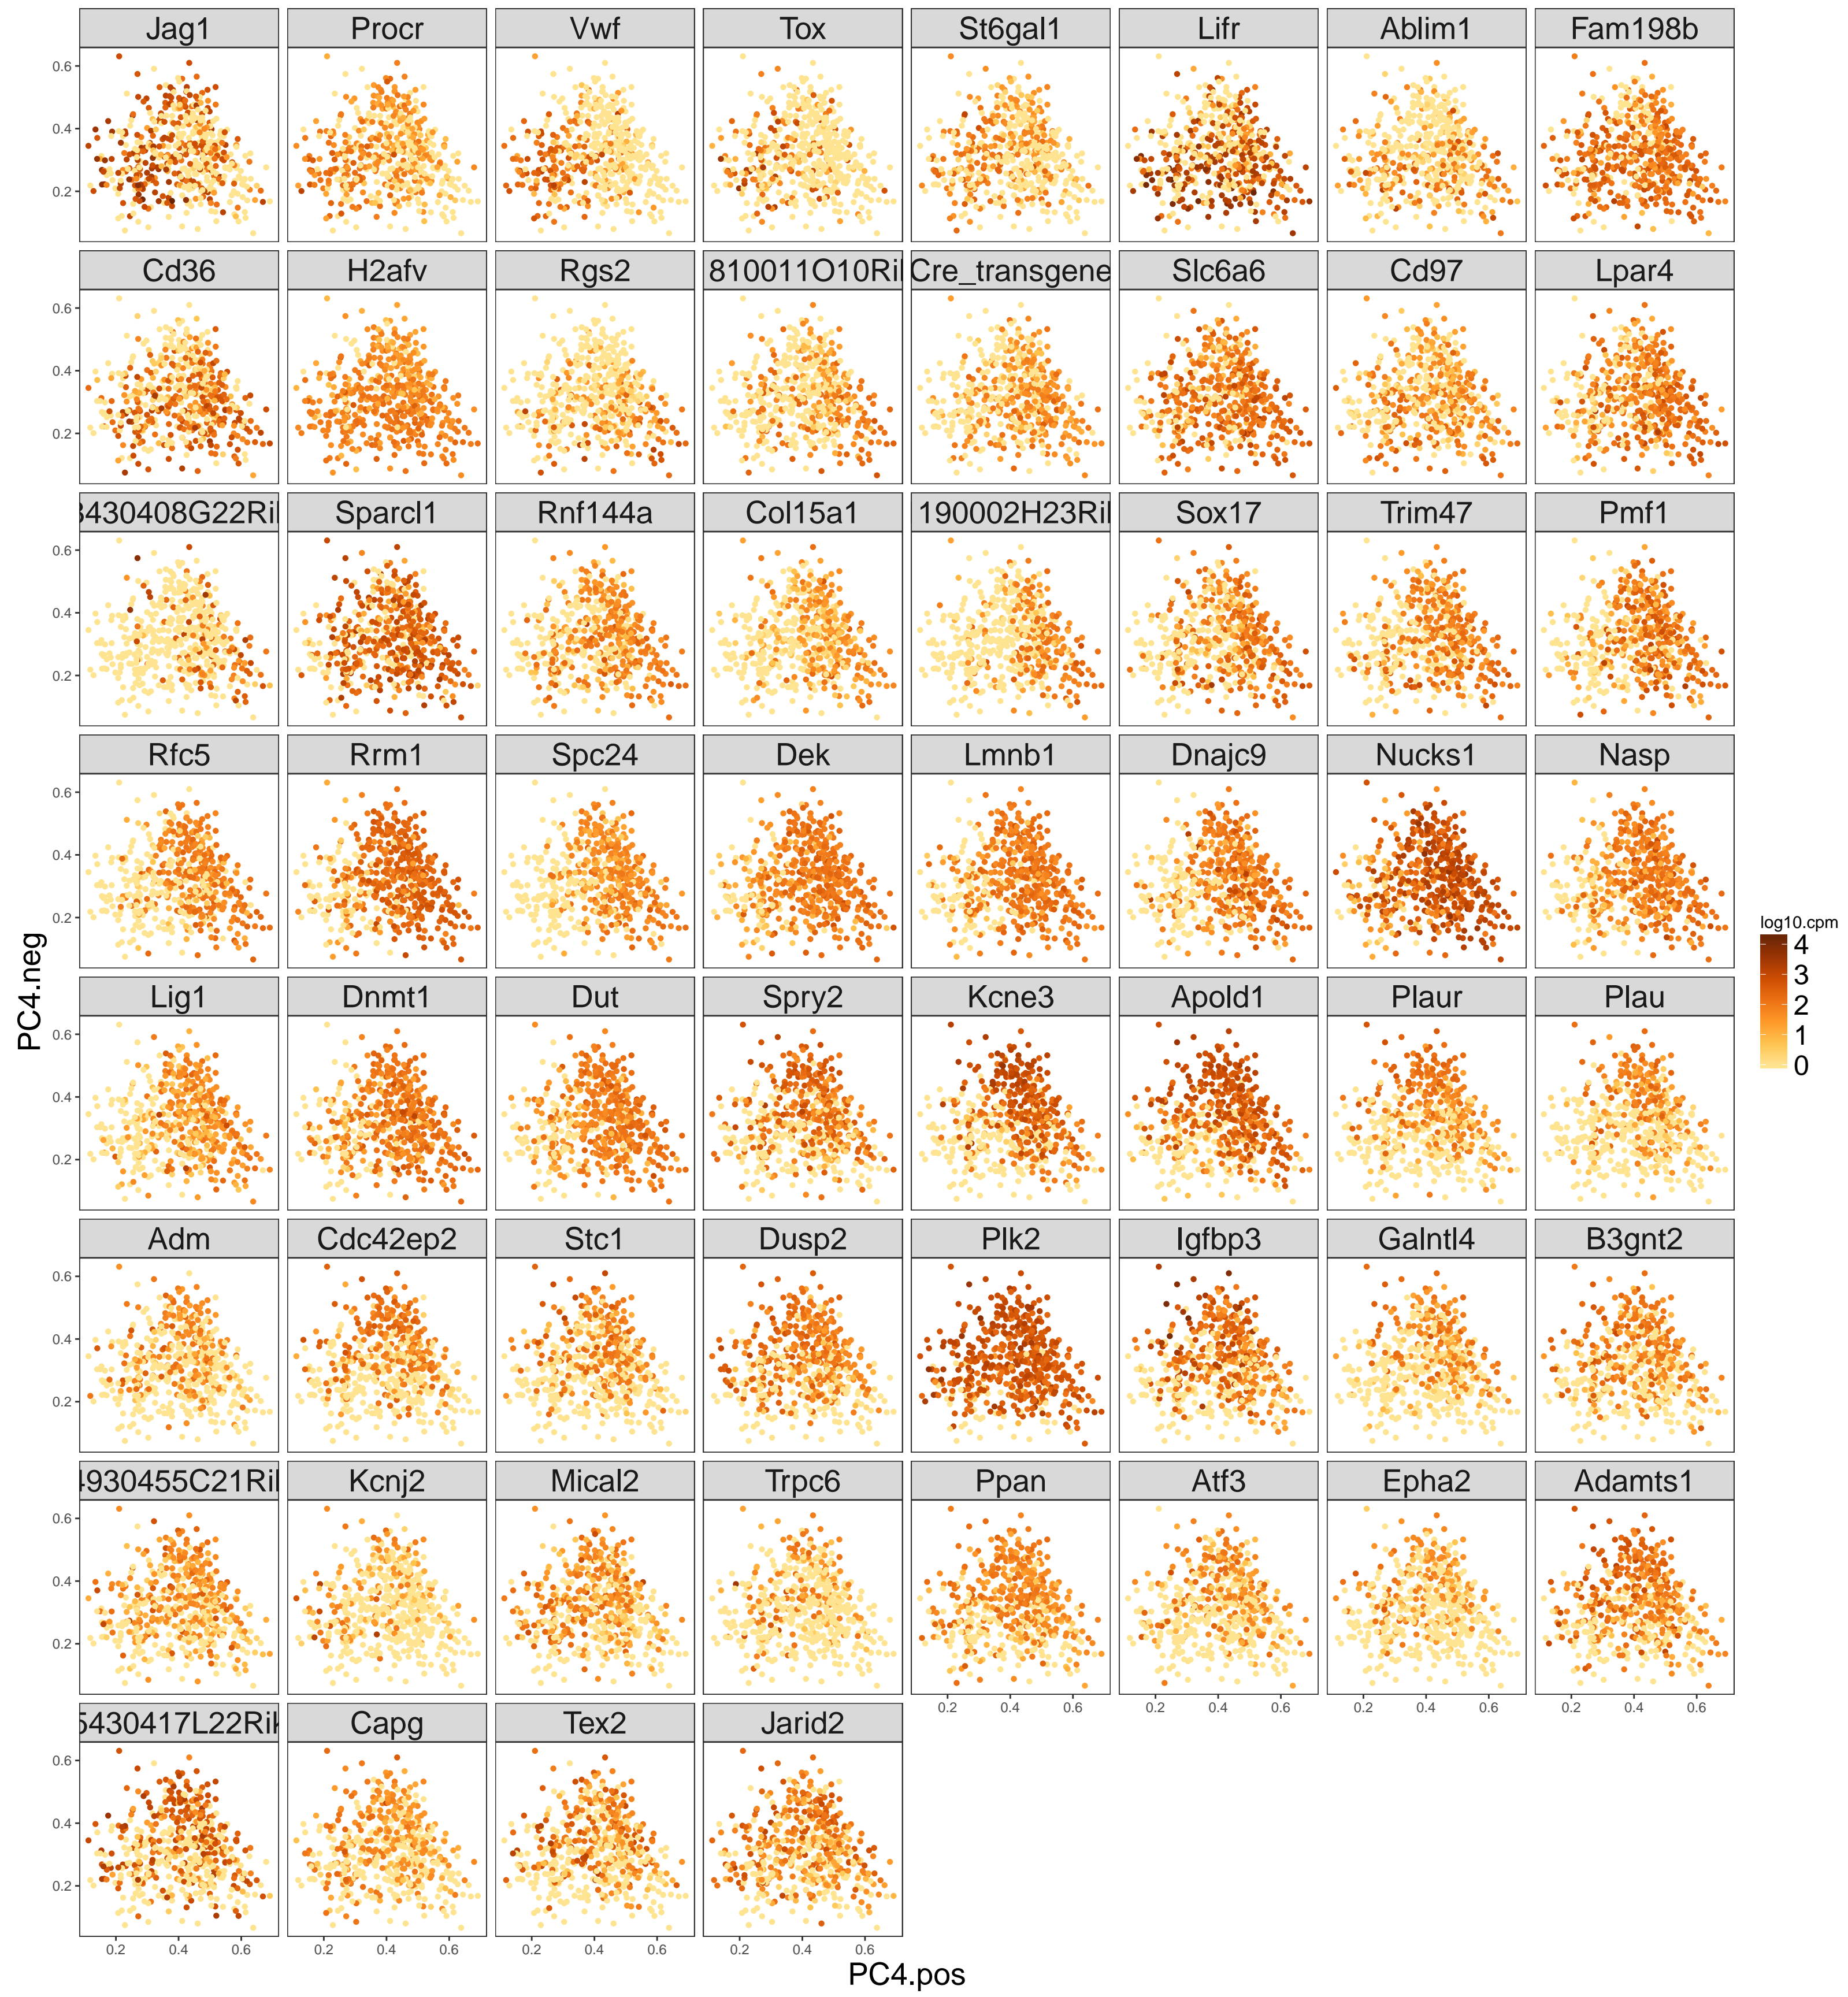 Jag1 Procr Vwf Tox St6gal1 Lifr Ablim1 Fam198b
0.6
0.4
0.2
Cd36 H2afv Rgs2 810011O10Ril Cre_transgene Slc6a6 Cd97 Lpar4
0.6
0.4
0.2
3430408G22Ril Sparcl1 Rnf144a Col15a1 190002H23Ril Sox17 Trim47 Pmf1
0.6
0.4
0.2
Rfc5 Rrm1 Spc24 Dek Lmnb1 Dnajc9 Nucks1 Nasp
0.6
0.4
0.2
Lig1 Dnmt1 Dut Spry2 Kcne3 Apold1 Plaur Plau
0.6
0.4
0.2
Adm Cdc42ep2 Stc1 Dusp2 Plk2 Igfbp3 Galntl4 B3gnt2
0.6
0.4
0.2
4930455C21Ril Kcnj2 Mical2 Trpc6 Ppan Atf3 Epha2 Adamts1
0.6
0.4
0.2
0.2 0.4 0.6 0.2 0.4 0.6 0.2 0.4 0.6 0.2 0.4 0.6
5430417L22Rik Capg Tex2 Jarid2
0.6
0.4
0.2
0.2 0.4 0.6 0.2 0.4 0.6 0.2 0.4 0.6 0.2 0.4 0.6
PC4.pos
PC4.neg
log10.cpm
4
3
2
1
0